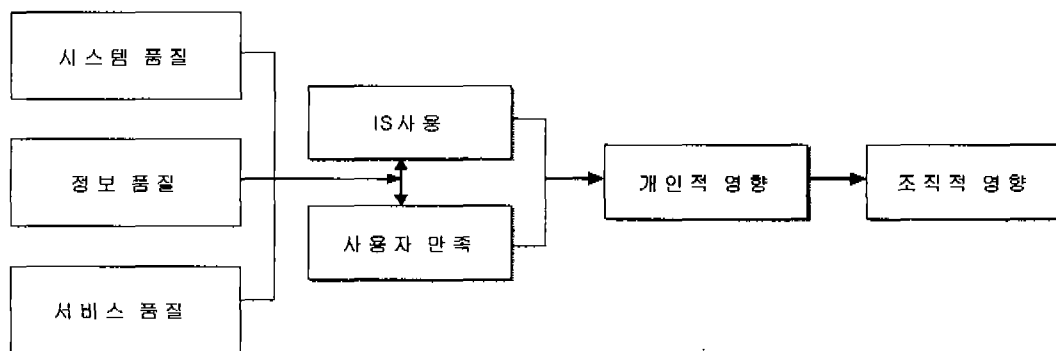 시스템 품질
정보 품질
서비스 품질
IS사용
사용자 만족
개인적 영향
조직적 영향